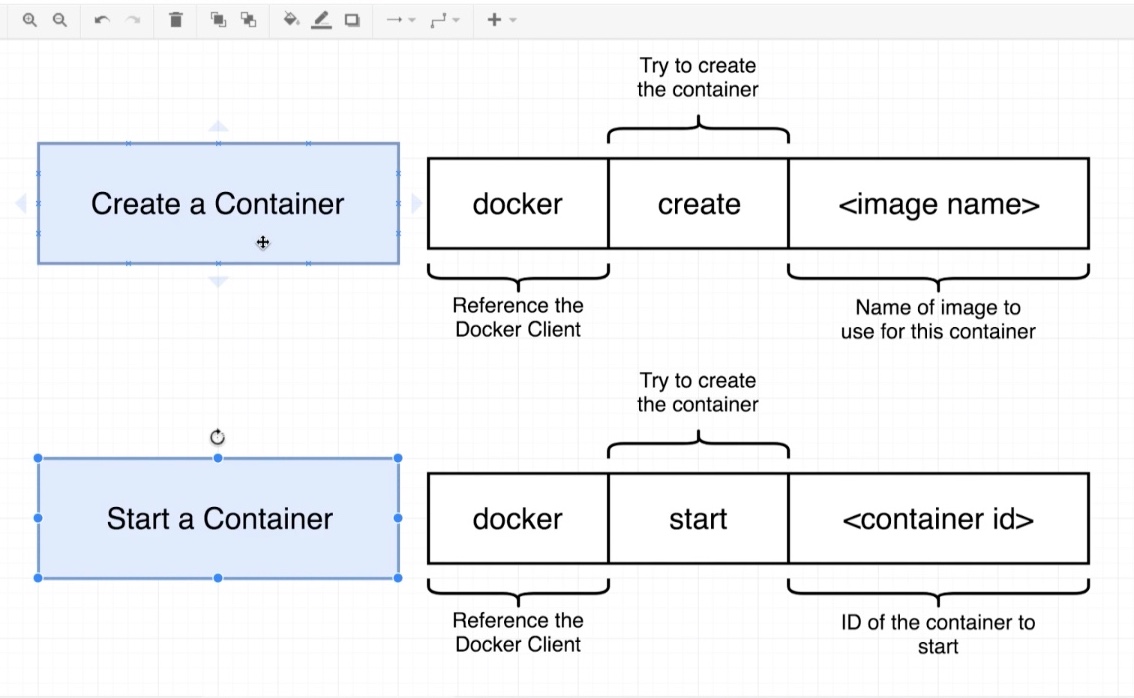 Try to create
the container
Create a Container
docker
create
<image name>
Reference the
Docker Client
Name of image to
use for this container
Try to create
the container
Start a Container
docker
start
<container id>
Reference the
Docker Client
ID of the container to
start